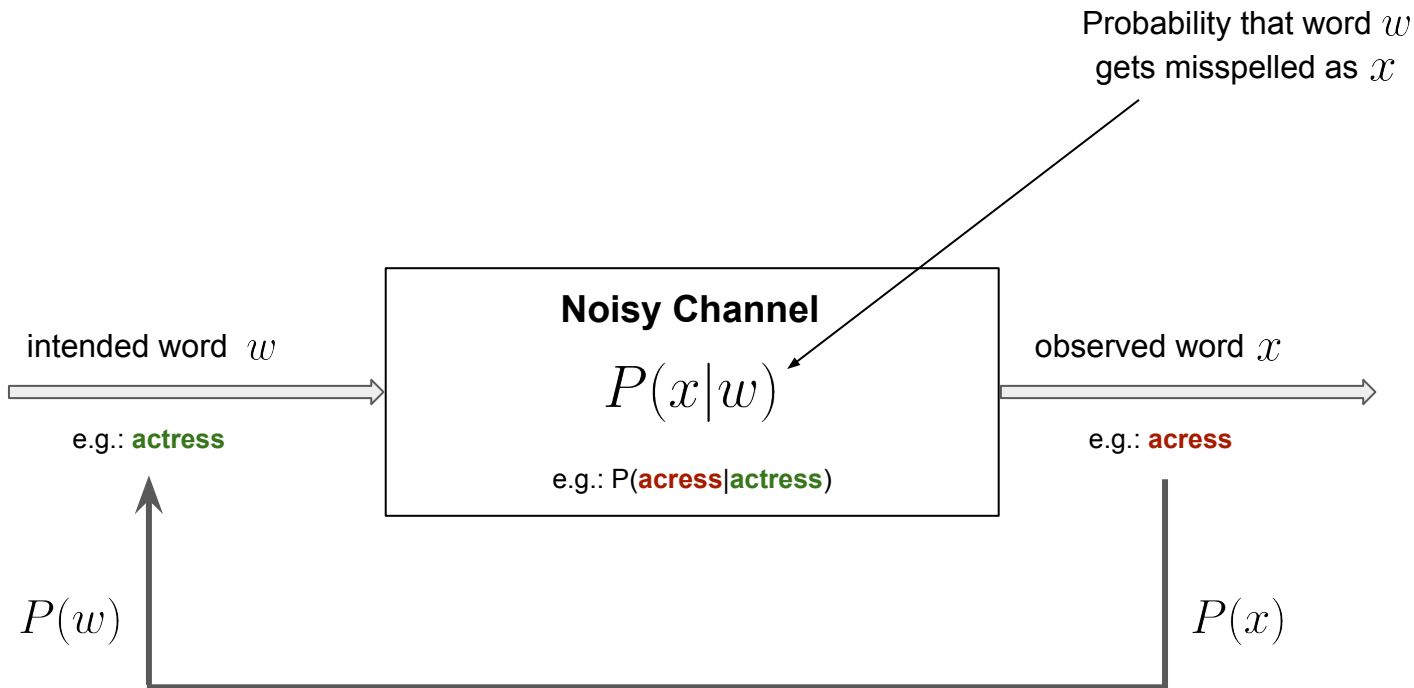 Probability that word w
gets misspelled as x
Noisy Channel
intended word w
P(x|w)
observed word x
e.g.: actress
e.g.: P(acress|actress)
e.g.: acress
P(w)
P(x)